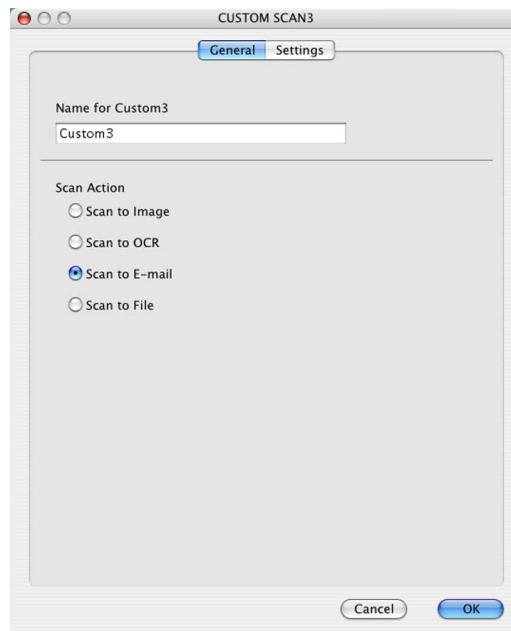 CUSTOM SCAN3
General Settings
Name for Custom3
Custom3
Scan Action
Scan to Image
Scan to OCR
Scan to E-mail
Scan to File
Cancel OK